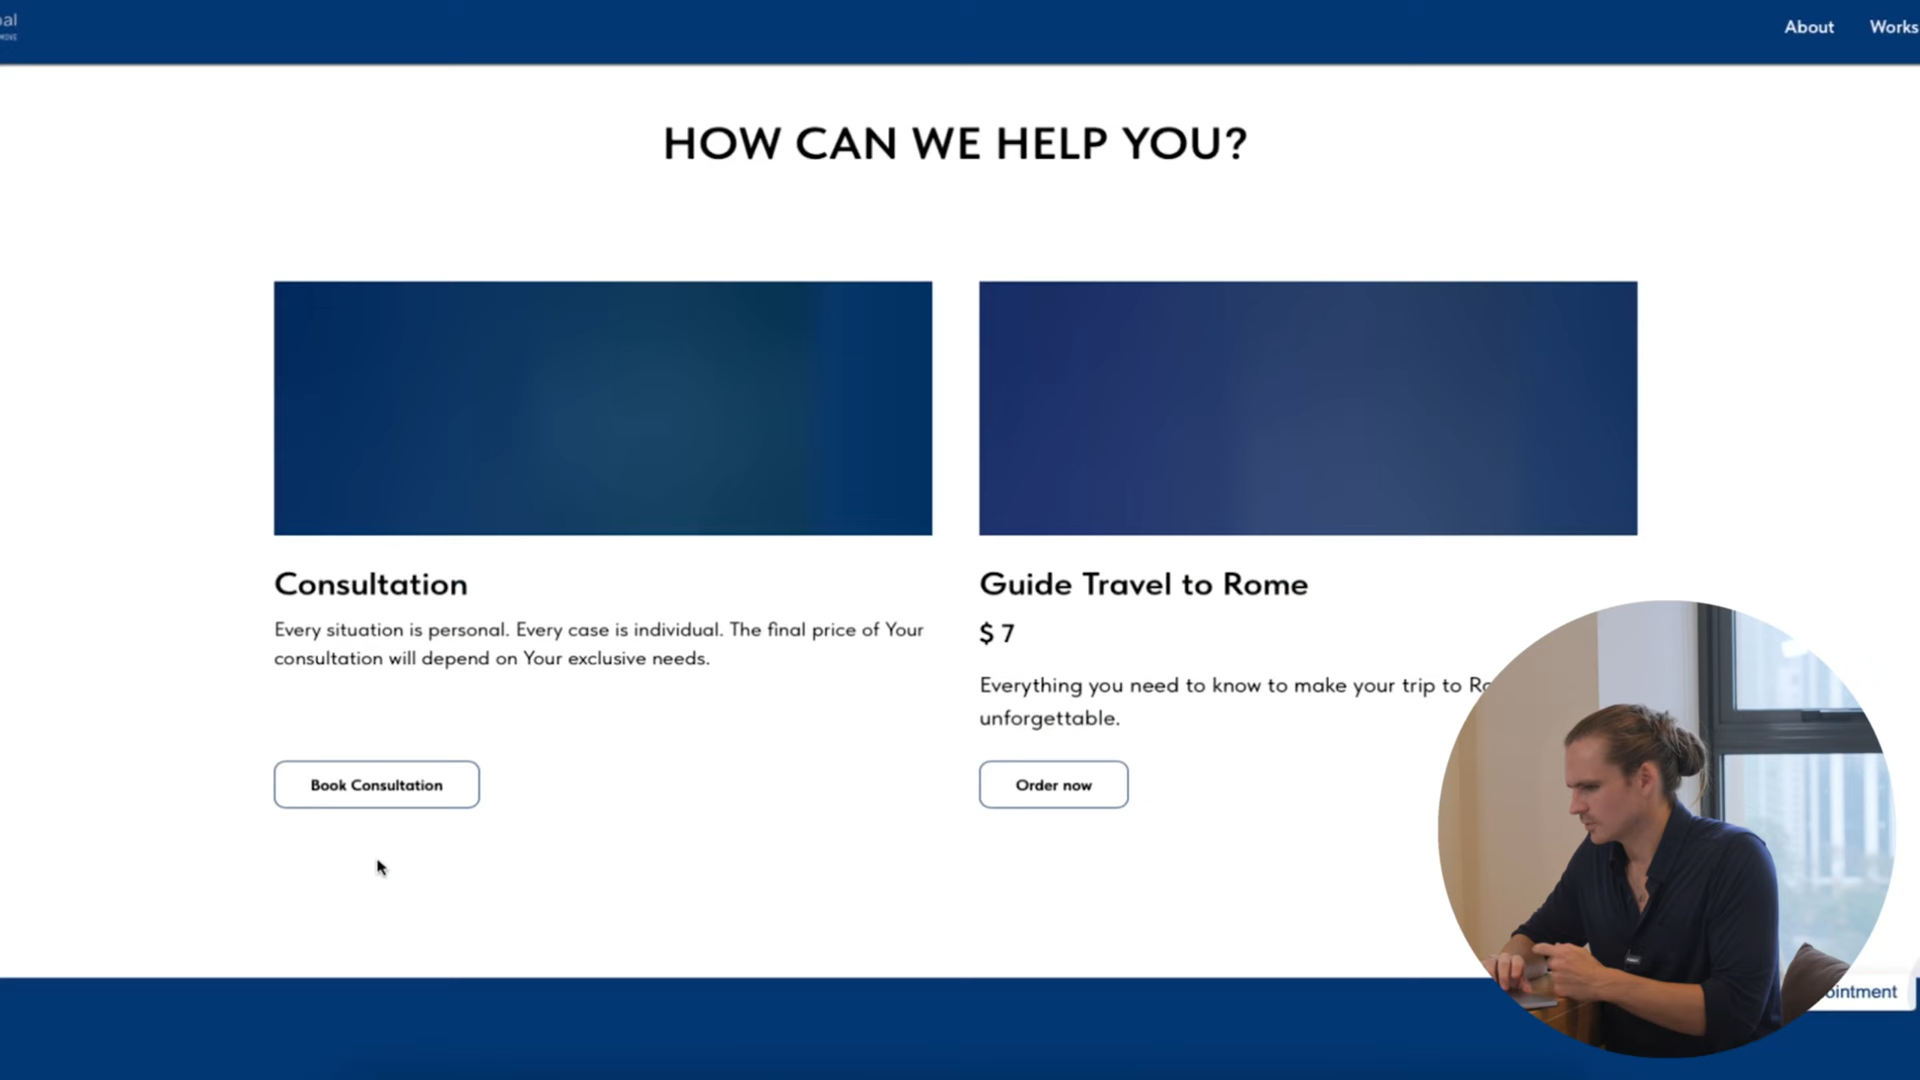 About Works
HOW CAN WE HELP YOU?
Consultation
Every situation is personal. Every case is individual. The final price of Your
consultation will depend on Your exclusive needs.
Book Consultation
Guide Travel to Rome
$ 7
Everything you need to know to make your trip to
unforgettable.
Order now